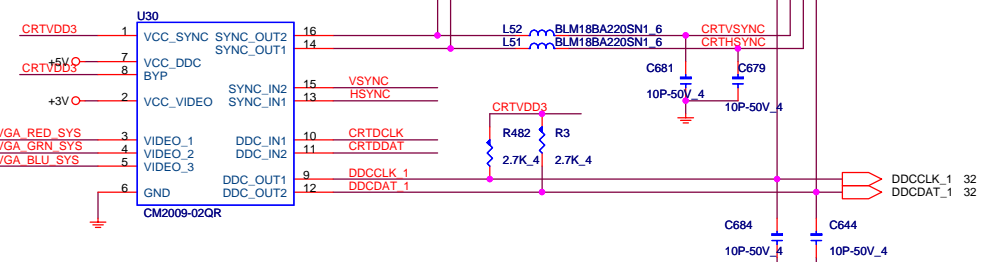 U30
CRTVDD3 1 VCC_SYNC SYNC_OUT2 16 L52 BLM18BA220SN1_6 CRTVSYNC
SYNC_OUT1 14 L51 BLM18BA220SN1_6 CRTHSYNC
+5V 7 VCC_DDC
CRTVDD3 8 BYP C681 C679
SYNC_IN2 15 VSYNC
+3V 2 VCC_VIDEO SYNC_IN1 13 HSYNC 10P-50V_4 10P-50V_4
CRTVDD3
VGA_RED_SYS 3 VIDEO_1 DDC_IN1 10 CRTDCLK R482 R3
VGA_GRN_SYS 4 VIDEO_2 DDC_IN2 11 CRTDDAT
VGA_BLU_SYS 5 VIDEO_3 2.7K_4 2.7K_4
DDC_OUT1 9 DDCCLK_1 DDCCLK_1 32
6 GND DDC_OUT2 12 DDCDAT_1 DDCDAT_1 32
CM2009-02QR
C684 C644
10P-50V_4 10P-50V_4